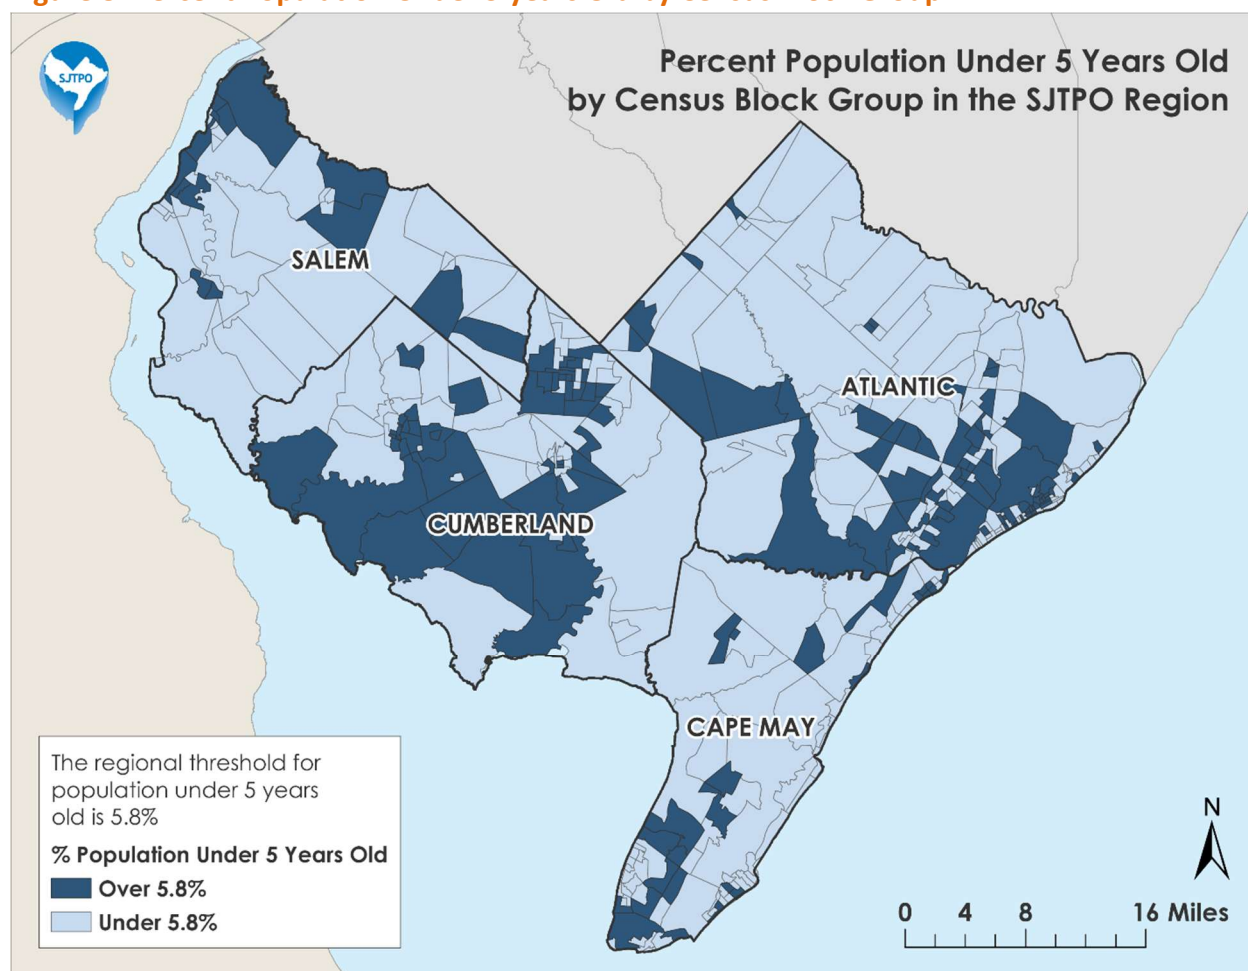 SJTPO
Percent Population Under 5 Years Old
by Census Block Group in the SJTPO Region
SALEM
ATLANTIC
CUMBERLAND
CAPE MAY
The regional threshold for
population under 5 years
old is 5.8%
% Population Under 5 Years Old
Over 5.8%
Under 5.8%
N
0 4 8 16 Miles